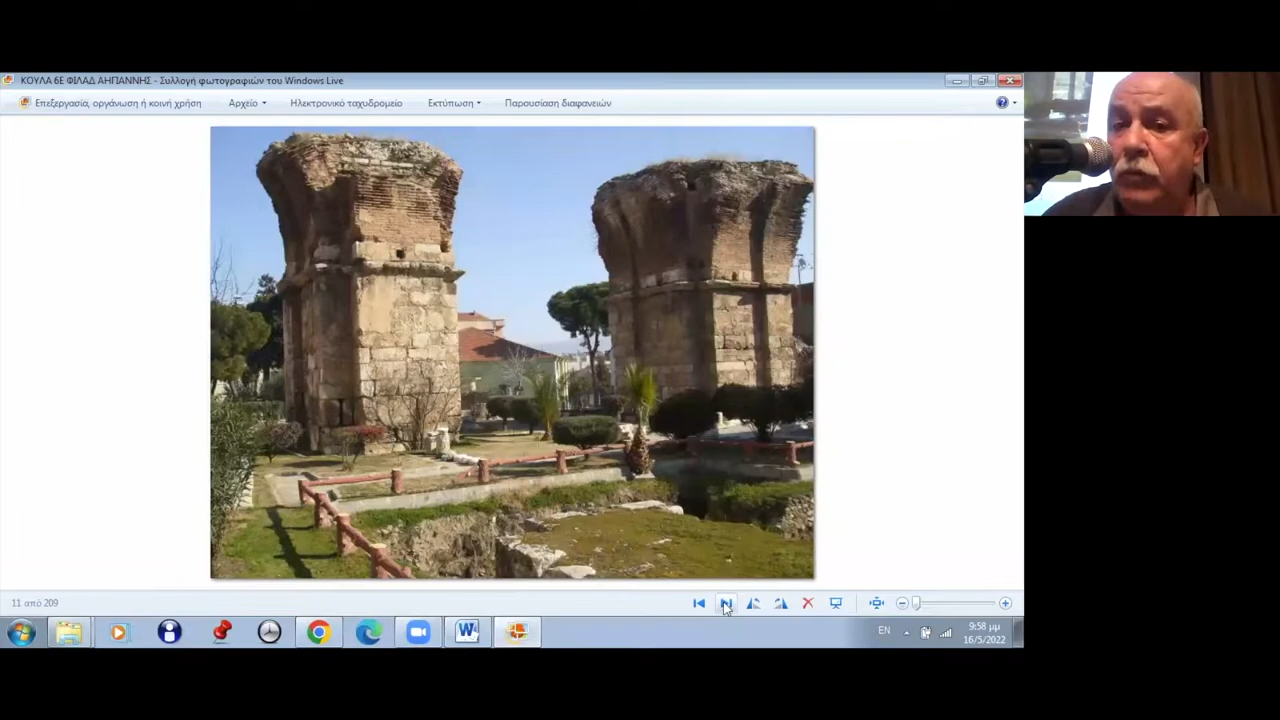 ΚΟΥΛΑ 6Ε ΦΙΛΑΔ ΑΗΓΙΑΝΝΗΣ - Συλλογή φωτογραφιών του Windows Live
Επεξεργασία, οργάνωση ή κοινή χρήση
Αρχείο
Ηλεκτρονικό ταχυδρομείο
Εκτύπωση
Παρουσίαση διαφανειών
11 από 209
EN
9:58 μμ
16/5/2022